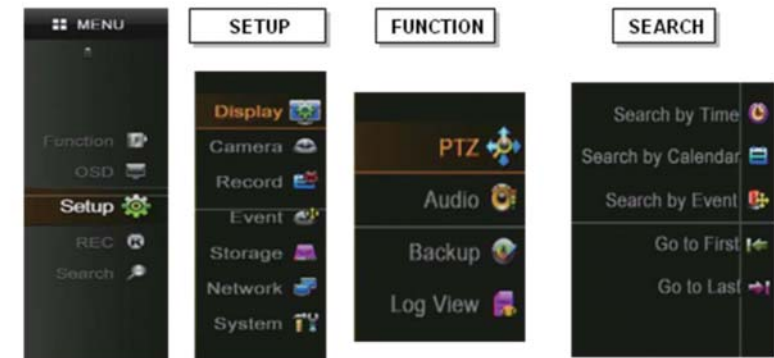 MENU
Function
OSD
Setup
REC
Search
SETUP
Display
Camera
Record
Event
Storage
Network
System
FUNCTION
PTZ
Audio
Backup
Log View
SEARCH
Search by Time
Search by Calendar
Search by Event
Go to First
Go to Last